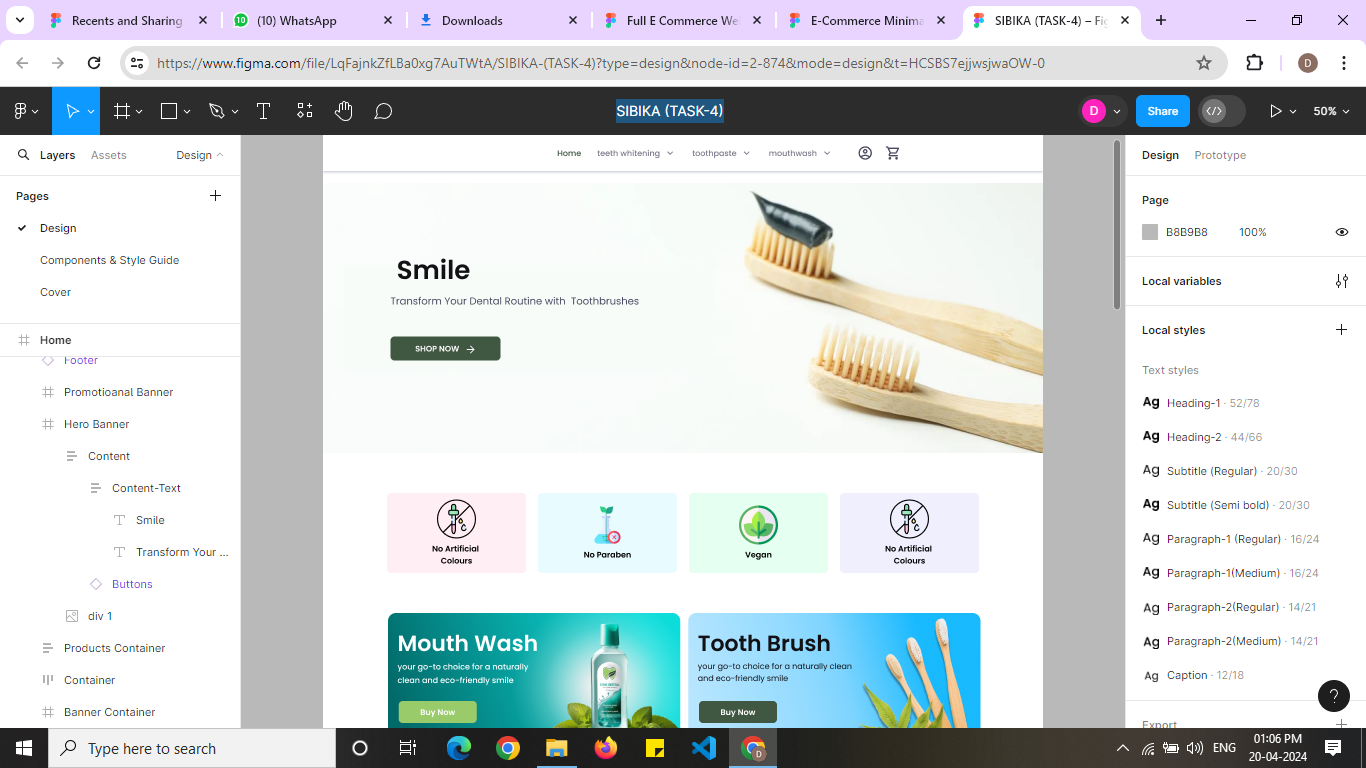 Recents and Sharing
(10) WhatsApp
Downloads
Full E Commerce We
E-Commerce Minima
SIBIKA (TASK-4) – Fig
https://www.figma.com/file/LqFajnkZfLBa0xg7AuTWtA/SIBIKA-(TASK-4)?type=design&node-id=2-874&mode=design&t=HCSBS7ejjwsjwaOW-0
D
SIBIKA (TASK-4)
D
Share
50%
Layers
Assets
Design
Pages
Design
Components & Style Guide
Cover
Home
Footer
Promotioanal Banner
Hero Banner
Content
Content-Text
Smile
Transform Your ...
Buttons
div 1
Products Container
Container
Banner Container
Home
teeth whitening
toothpaste
mouthwash
Smile
Transform Your Dental Routine with Toothbrushes
SHOP NOW
No Artificial
Colours
No Paraben
Vegan
No Artificial
Colours
Mouth Wash
your go-to choice for a naturally
clean and eco-friendly smile
Buy Now
Tooth Brush
your go-to choice for a naturally clean
and eco-friendly smile
Buy Now
Design
Prototype
Page
B8B9B8
100%
Local variables
Local styles
Text styles
Ag Heading-1 · 52/78
Ag Heading-2 · 44/66
Ag Subtitle (Regular) · 20/30
Ag Subtitle (Semi bold) · 20/30
Ag Paragraph-1 (Regular) · 16/24
Ag Paragraph-1(Medium) · 16/24
Ag Paragraph-2(Regular) · 14/21
Ag Paragraph-2(Medium) · 14/21
Ag Caption · 12/18
Export
?
Type here to search
D
ENG
01:06 PM
20-04-2024